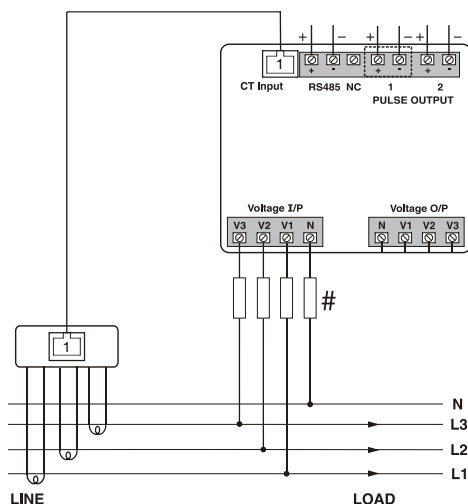 + – + – + –
1
+ - + - + -
CT Input RS485 NC 1 2
PULSE OUTPUT
Voltage I/P Voltage O/P
V3 V2 V1 N N V1 V2 V3
#
1
N
L3
L2
L1
LINE LOAD